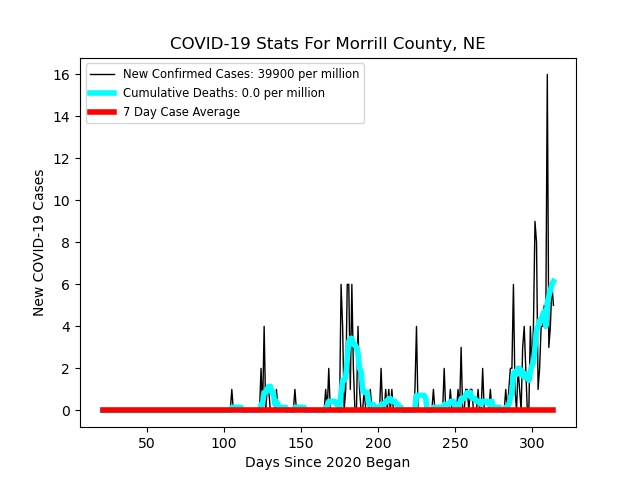 COVID-19 Stats For Morrill County, NE
New Confirmed Cases: 39900 per million
Cumulative Deaths: 0.0 per million
7 Day Case Average
New COVID-19 Cases
16
14
12
10
8
6
4
2
0
50 100 150 200 250 300
Days Since 2020 Began